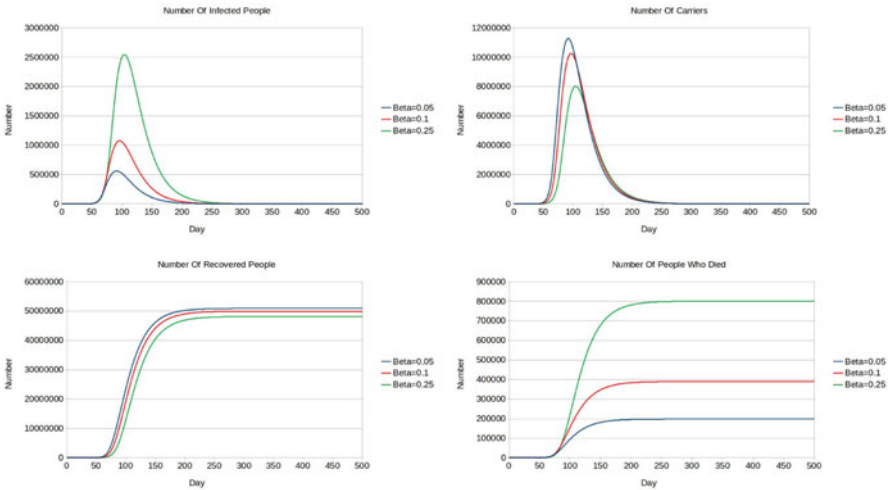 Number Of Infected People
3000000
2500000
2000000
1500000
1000000
500000
0
0 50 100 150 200 250 300 350 400 450 500
Number
Day
Beta=0.05
Beta=0.1
Beta=0.25
Number Of Carriers
12000000
10000000
8000000
6000000
4000000
2000000
0
0 50 100 150 200 250 300 350 400 450 500
Number
Day
Beta=0.05
Beta=0.1
Beta=0.25
Number Of Recovered People
60000000
50000000
40000000
30000000
20000000
10000000
0
0 50 100 150 200 250 300 350 400 450 500
Number
Day
Beta=0.05
Beta=0.1
Beta=0.25
Number Of People Who Died
900000
800000
700000
600000
500000
400000
300000
200000
100000
0
0 50 100 150 200 250 300 350 400 450 500
Number
Day
Beta=0.05
Beta=0.1
Beta=0.25